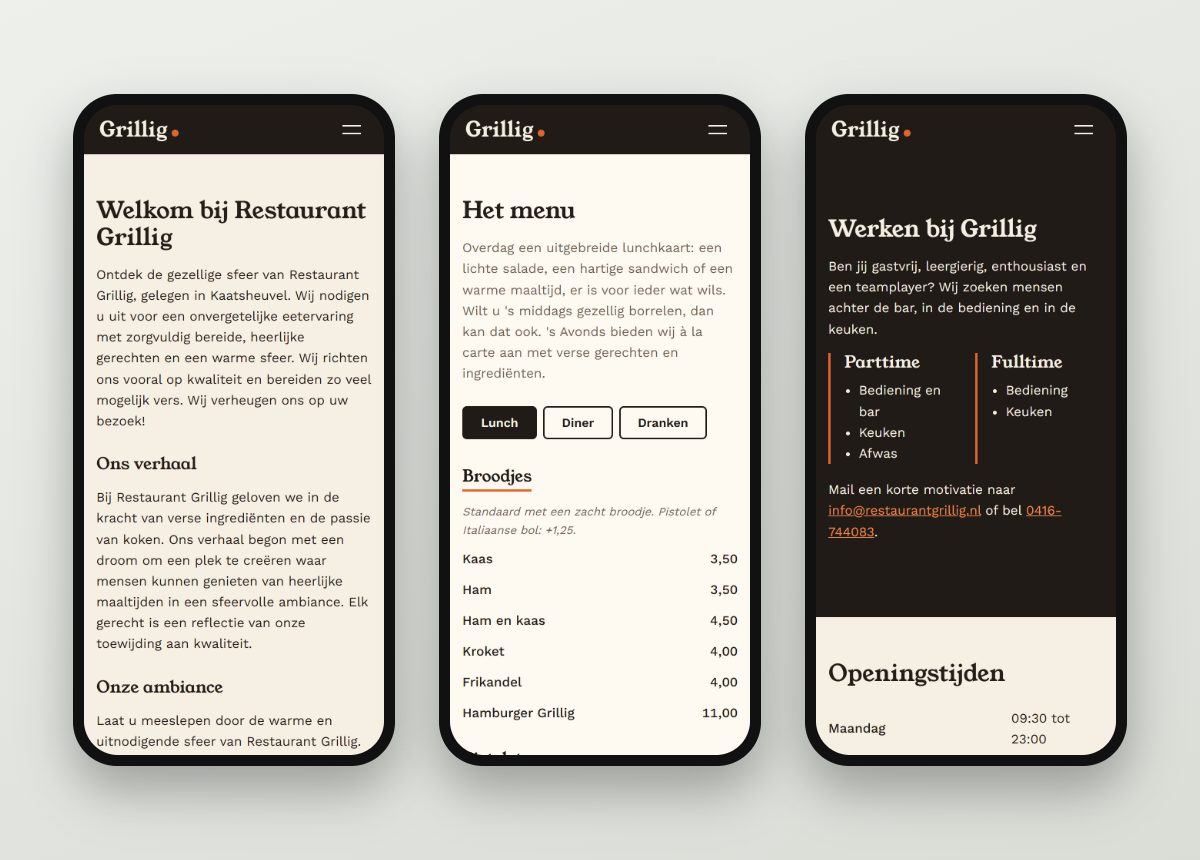 Grillig
Welkom bij Restaurant
Grillig
Ontdek de gezellige sfeer van Restaurant
Grillig, gelegen in Kaatsheuvel. Wij nodigen
u uit voor een onvergetelijke eetervaring
met zorgvuldig bereide, heerlijke
gerechten en een warme sfeer. Wij richten
ons vooral op kwaliteit en bereiden zo veel
mogelijk vers. Wij verheugen ons op uw
bezoek!
Ons verhaal
Bij Restaurant Grillig geloven we in de
kracht van verse ingrediënten en de passie
van koken. Ons verhaal begon met een
droom om een plek te creëren waar
mensen kunnen genieten van heerlijke
maaltijden in een sfeervolle ambiance. Elk
gerecht is een reflectie van onze
toewijding aan kwaliteit.
Onze ambiance
Laat u meeslepen door de warme en
uitnodigende sfeer van Restaurant Grillig.
Grillig
Het menu
Overdag een uitgebreide lunchkaart: een
lichte salade, een hartige sandwich of een
warme maaltijd, er is voor ieder wat wils.
Wilt u 's middags gezellig borrelen, dan
kan dat ook. 's Avonds bieden wij à la
carte aan met verse gerechten en
ingrediënten.
Lunch Diner Dranken
Broodjes
Standaard met een zacht broodje. Pistolet of
Italiaanse bol: +1,25.
Kaas 3,50
Ham 3,50
Ham en kaas 4,50
Kroket 4,00
Frikandel 4,00
Hamburger Grillig 11,00
Grillig
Werken bij Grillig
Ben jij gastvrij, leergierig, enthousiast en
een teamplayer? Wij zoeken mensen
achter de bar, in de bediening en in de
keuken.
Parttime
• Bediening en
bar
• Keuken
• Afwas
Fulltime
• Bediening
• Keuken
Mail een korte motivatie naar
info@restaurantgrillig.nl of bel 0416-
744083.
Openingstijden
Maandag 09:30 tot
23:00